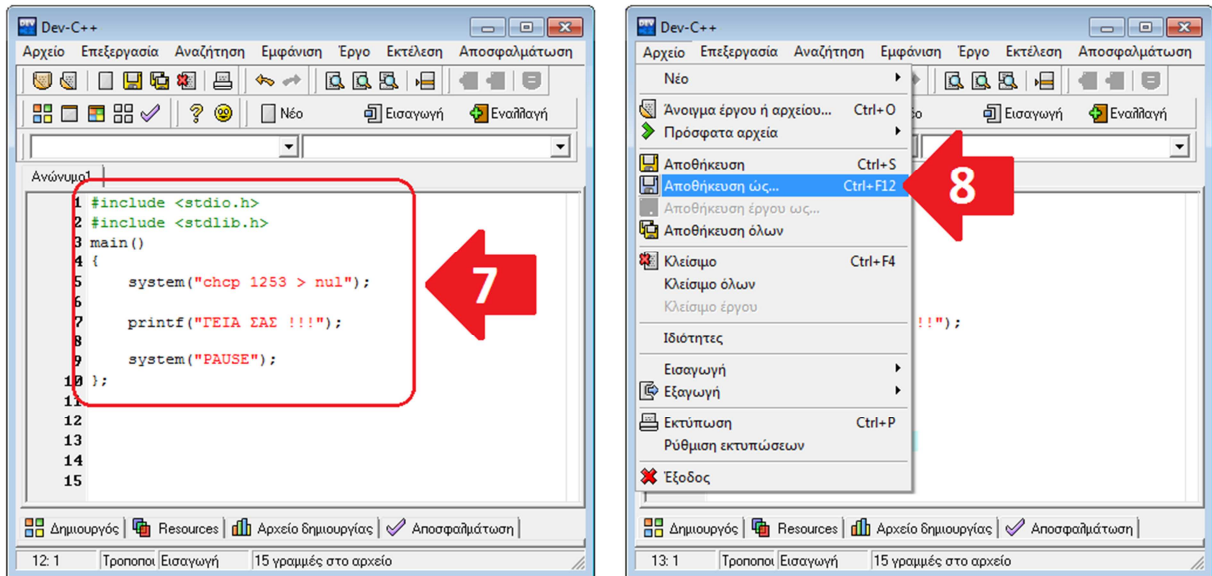 Dev-C++
Αρχείο Επεξεργασία Αναζήτηση Εμφάνιση Έργο Εκτέλεση Αποσφαλμάτωση
Νέο Εισαγωγή Εναλλαγή
Ανώνυμο1
1 #include <stdio.h>
2 #include <stdlib.h>
3 main()
4 {
5 system("chcp 1253 > nul");
6
7 printf("ΓΕΙΑ ΣΑΣ !!!");
8
9 system("PAUSE");
10 };
11
12
13
14
15
7
Δημιουργός Resources Αρχείο δημιουργίας Αποσφαλμάτωση
12: 1 Τροποποι Εισαγωγή 15 γραμμές στο αρχείο
Dev-C++
Αρχείο Επεξεργασία Αναζήτηση Εμφάνιση Έργο Εκτέλεση Αποσφαλμάτωση
Νέο
Άνοιγμα έργου ή αρχείου... Ctrl+O
Πρόσφατα αρχεία
Αποθήκευση Ctrl+S
Αποθήκευση ώς... Ctrl+F12
Αποθήκευση έργου ως...
Αποθήκευση όλων
Κλείσιμο Ctrl+F4
Κλείσιμο όλων
Κλείσιμο έργου
Ιδιότητες
Εισαγωγή
Εξαγωγή
Εκτύπωση Ctrl+P
Ρύθμιση εκτυπώσεων
Έξοδος
εο Εισαγωγή Εναλλαγή
8
!!");
Δημιουργός Resources Αρχείο δημιουργίας Αποσφαλμάτωση
13: 1 Τροποποι Εισαγωγή 15 γραμμές στο αρχείο